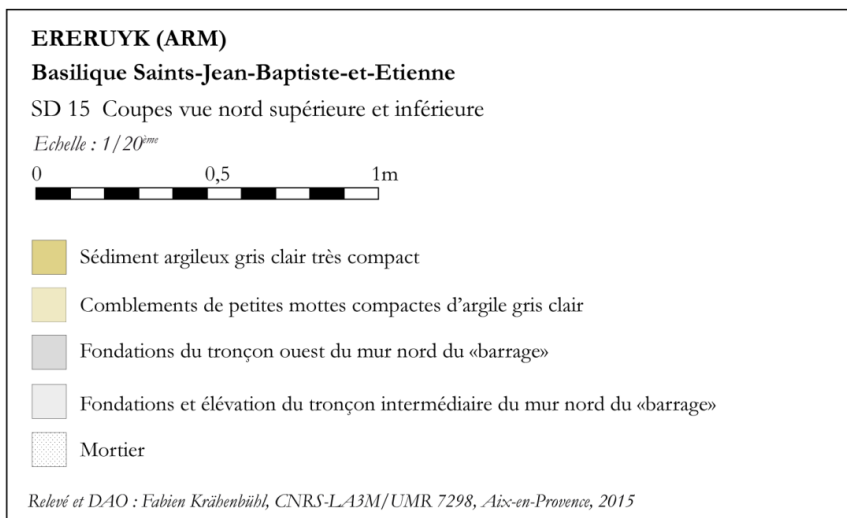 ERERUYK (ARM)
Basilique Saints-Jean-Baptiste-et-Etienne
SD 15 Coupes vue nord supérieure et inférieure
Echelle : 1/20ème
0 0,5 1m
Sédiment argileux gris clair très compact
Comblements de petites mottes compactes d'argile gris clair
Fondations du tronçon ouest du mur nord du «barrage»
Fondations et élévation du tronçon intermédiaire du mur nord du «barrage»
Mortier
Relevé et DAO : Fabien Krähenbühl, CNRS-LA3M/UMR 7298, Aix-en-Provence, 2015